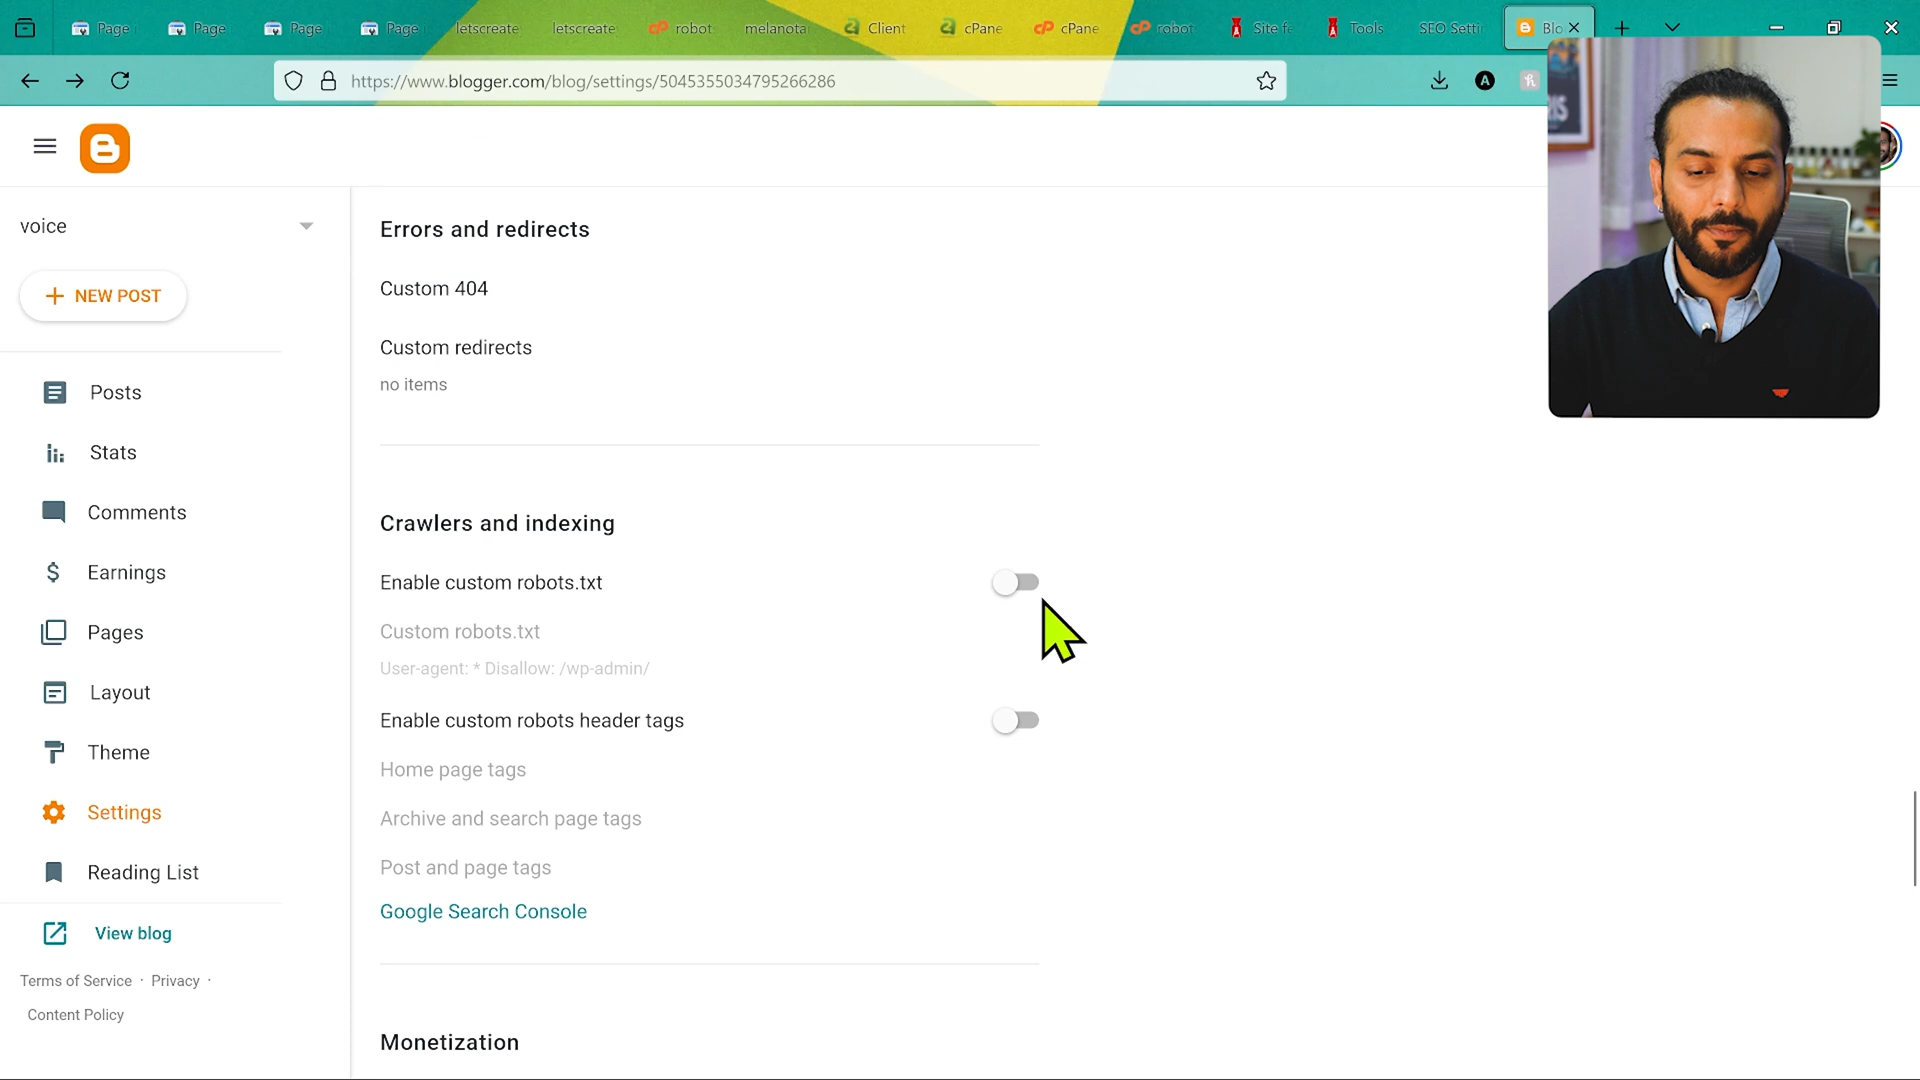 Page
Page
Page
Page
letscreate
letscreate
robot
melanota
Client
cPane
cPane
robot
Site fe
Tools
SEO Setti
Blo
https://www.blogger.com/blog/settings/5045355034795266286
A
voice
NEW POST
Posts
Stats
Comments
Earnings
Pages
Layout
Theme
Settings
Reading List
View blog
Terms of Service · Privacy ·
Content Policy
Errors and redirects
Custom 404
Custom redirects
no items
Crawlers and indexing
Enable custom robots.txt
Custom robots.txt
User-agent: * Disallow: /wp-admin/
Enable custom robots header tags
Home page tags
Archive and search page tags
Post and page tags
Google Search Console
Monetization